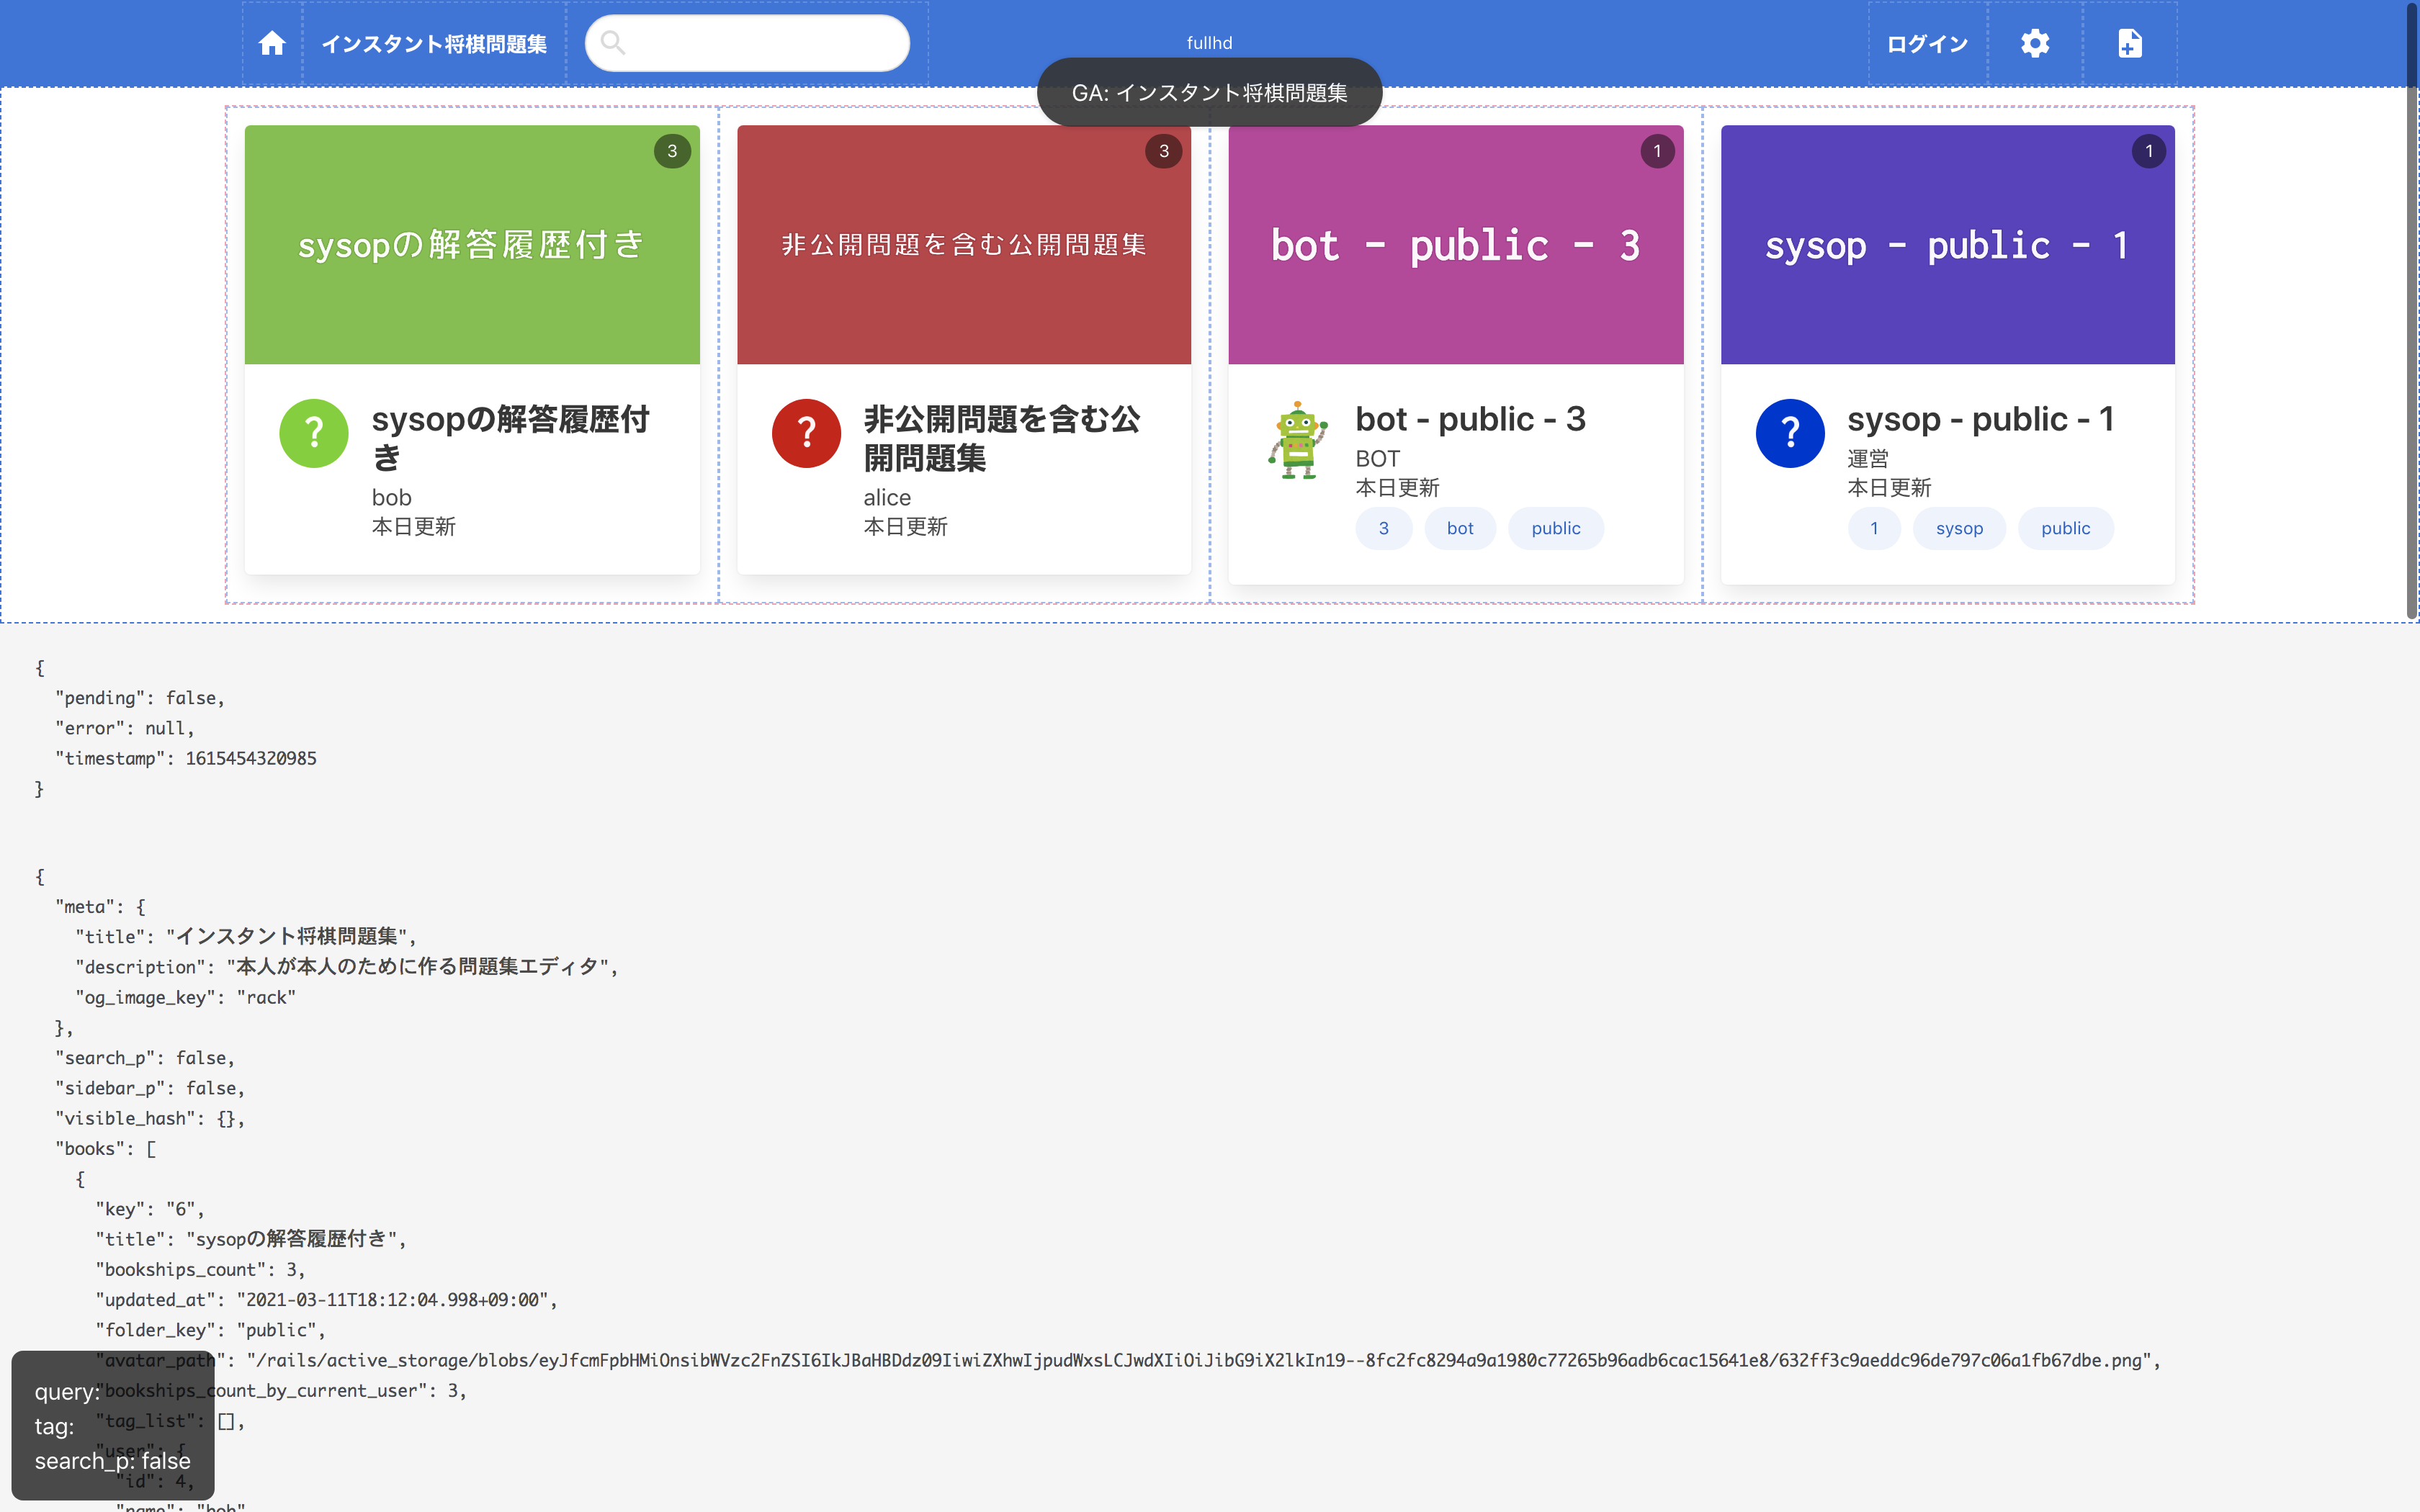 インスタント将棋問題集
fullhd
ログイン
GA: インスタント将棋問題集
3
sysopの解答履歴付き
?
sysopの解答履歴付
き
bob
本日更新
3
非公開問題を含む公開問題集
?
非公開問題を含む公
開問題集
alice
本日更新
1
bot - public - 3
bot - public - 3
BOT
本日更新
3 bot public
1
sysop - public - 1
?
sysop - public - 1
運営
本日更新
1 sysop public
{
"pending": false,
"error": null,
"timestamp": 1615454320985
}
{
"meta": {
"title": "インスタント将棋問題集",
"description": "本人が本人のために作る問題集エディタ",
"og_image_key": "rack"
},
"search_p": false,
"sidebar_p": false,
"visible_hash": {},
"books": [
{
"key": "6",
"title": "sysopの解答履歴付き",
"bookships_count": 3,
"updated_at": "2021-03-11T18:12:04.998+09:00",
"folder_key": "public",
"avatar_path": "/rails/active_storage/blobs/eyJfcmFpbHMiOnsibWVzc2FnZSI6IkJBaHBDdz09IiwiZXhwIjpudWxsLCJwdXIiOiJibG9iX2lkIn19--8fc2fc8294a9a1980c77265b96adb6cac15641e8/632ff3c9aeddc96de797c06a1fb67dbe.png",
"bookships_count_by_current_user": 3,
"tag_list": [],
"user": {
"id": 4,
"name": "bob"
query:
tag:
search_p: false